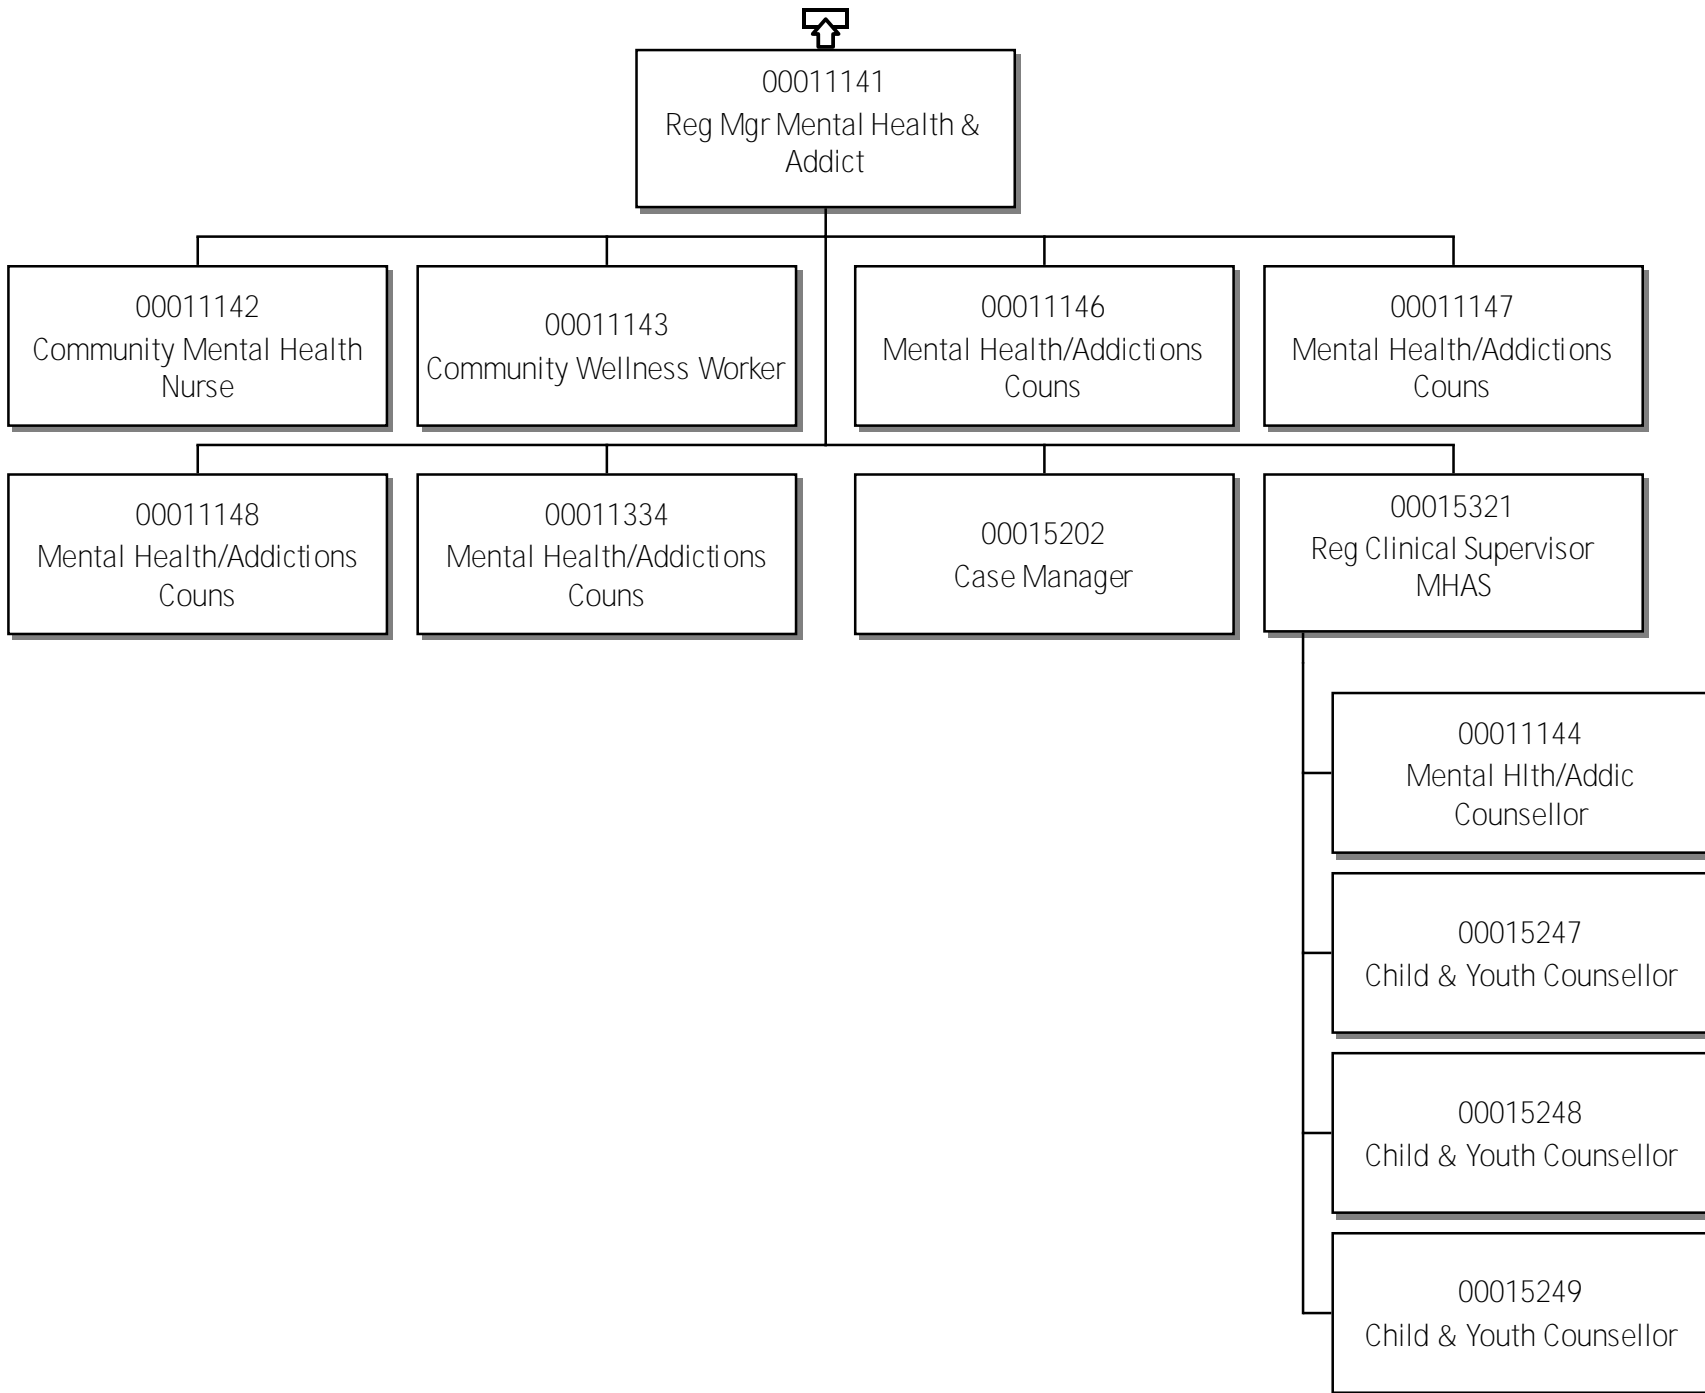 00011141
Reg Mgr Mental Health &
Addict
00011142
Community Mental Health
Nurse
00011143
Community Wellness Worker
00011146
Mental Health/Addictions
Couns
00011147
Mental Health/Addictions
Couns
00011148
Mental Health/Addictions
Couns
00011334
Mental Health/Addictions
Couns
00015202
Case Manager
00015321
Reg Clinical Supervisor
MHAS
00011144
Mental Hlth/Addic
Counsellor
00015247
Child & Youth Counsellor
00015248
Child & Youth Counsellor
00015249
Child & Youth Counsellor